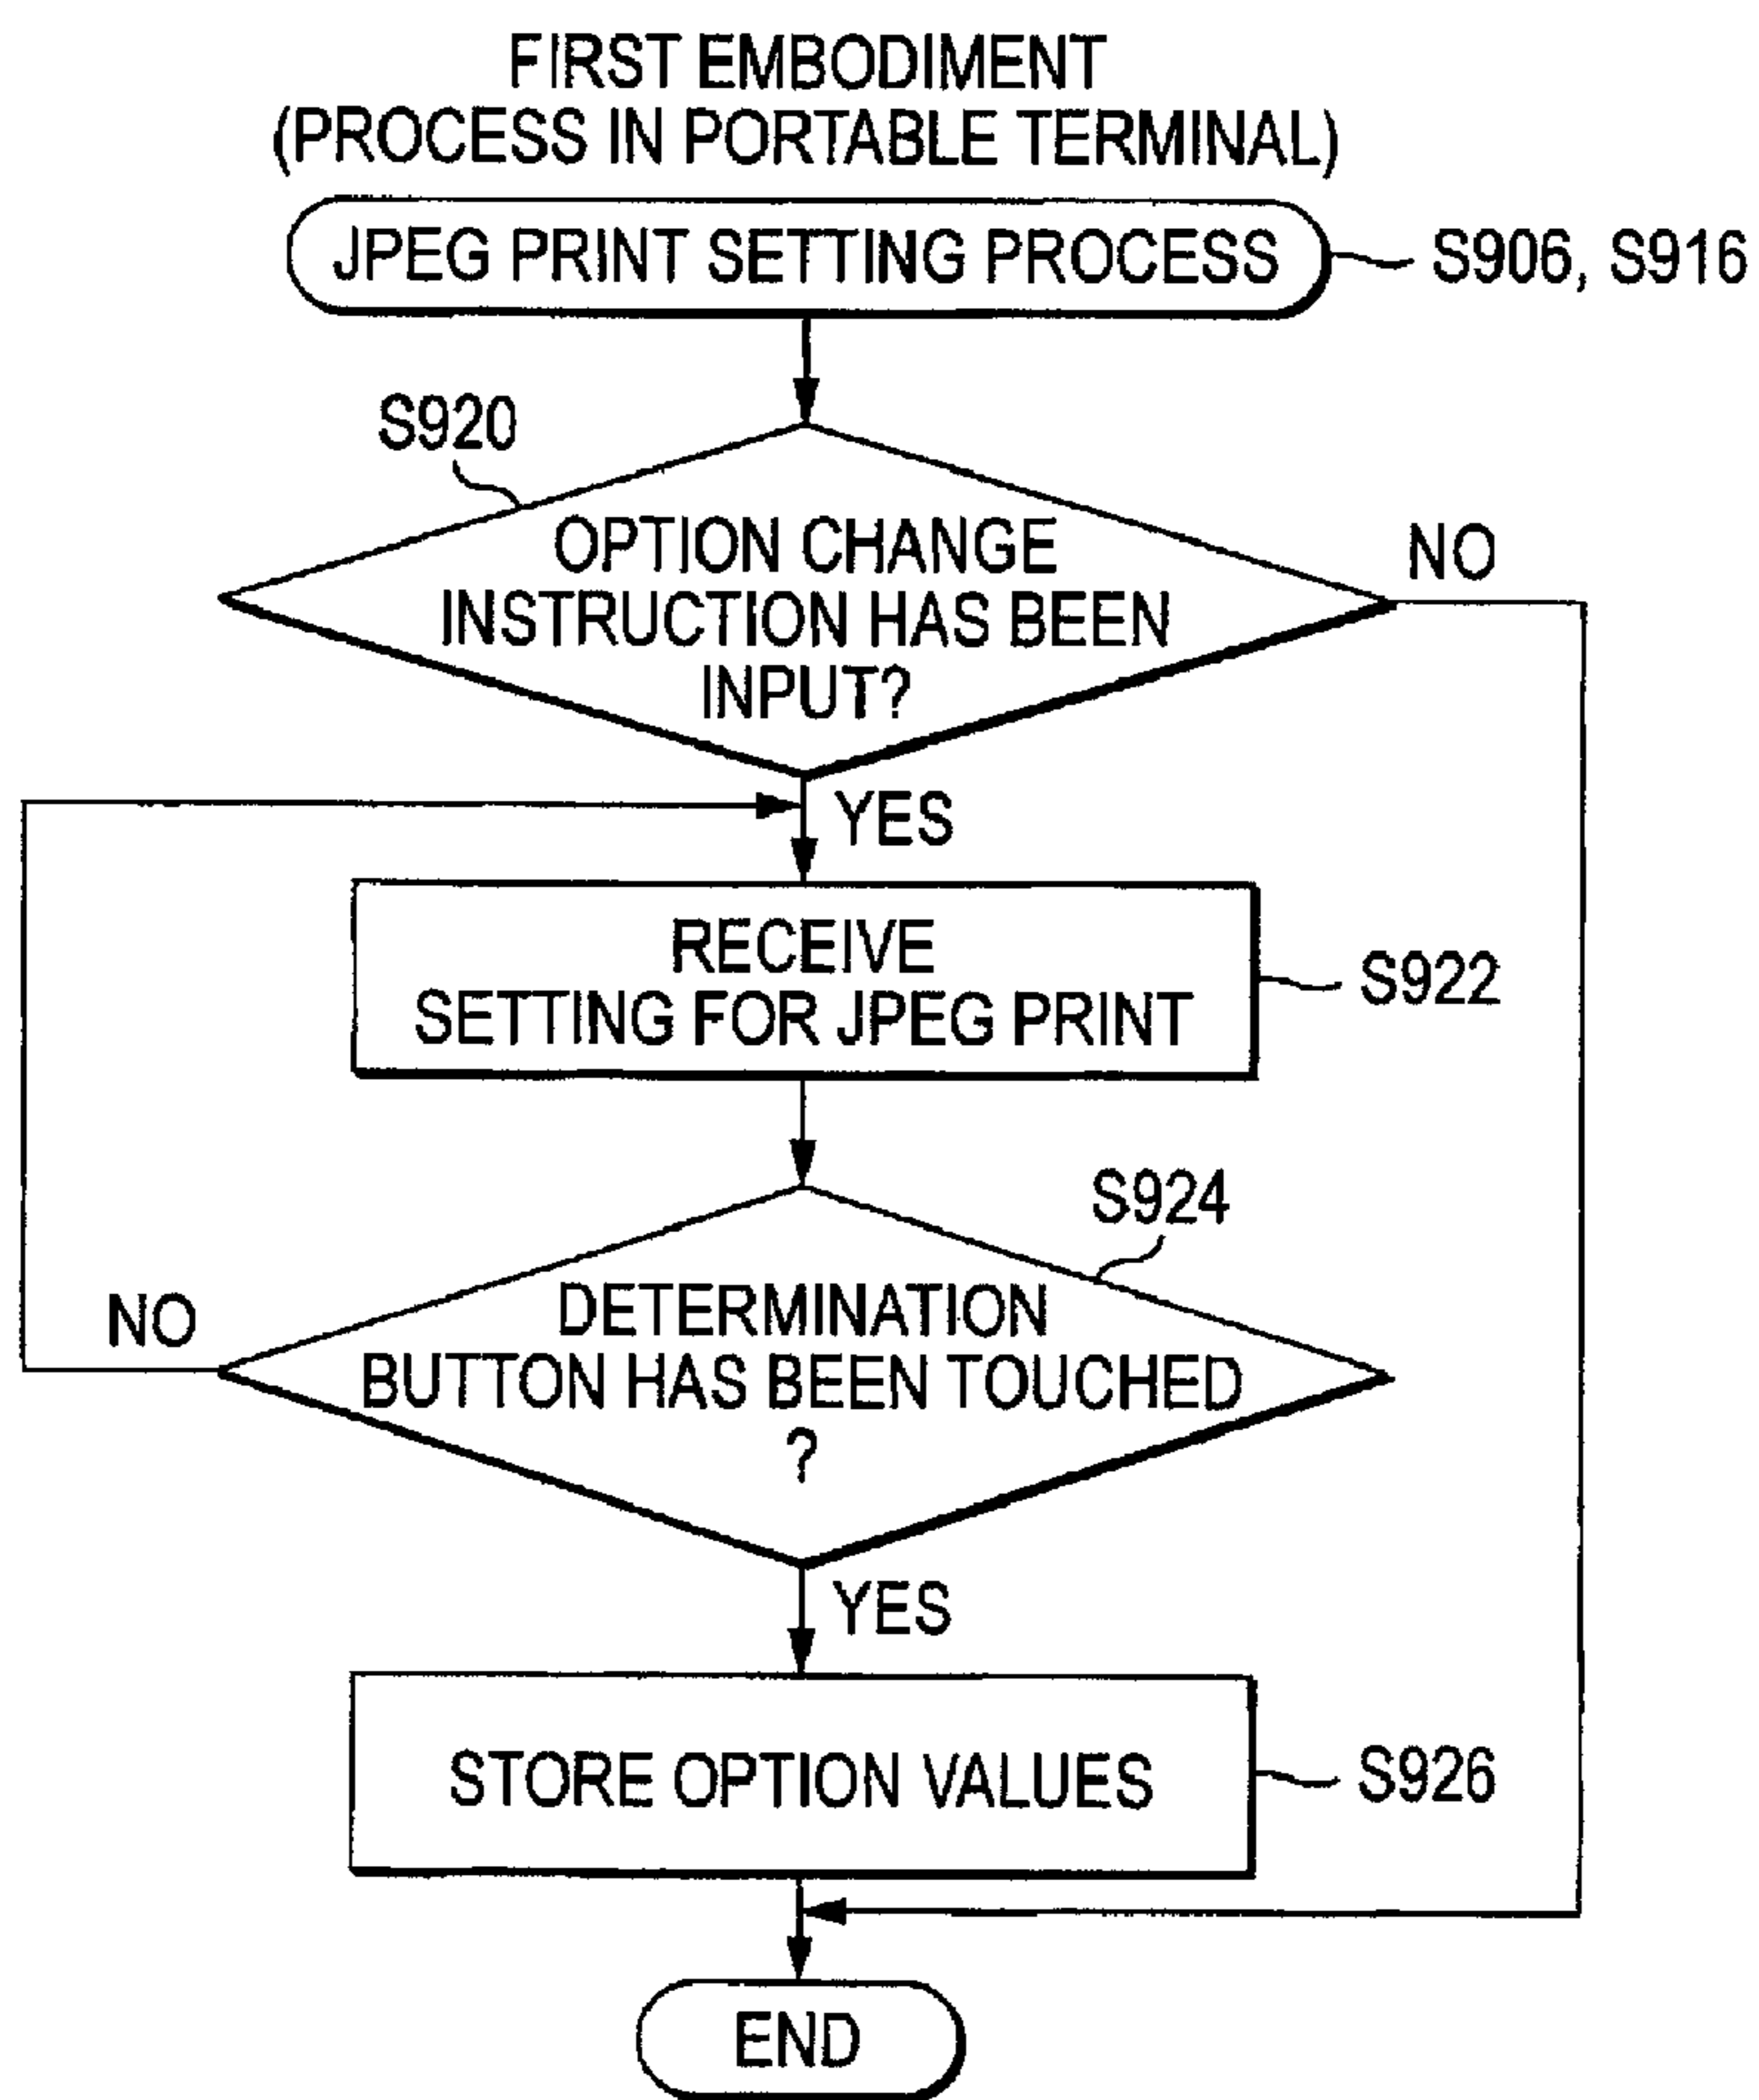 FIRST EMBODIMENT
(PROCESS IN PORTABLE TERMINAL)
JPEG PRINT SETTING PROCESS
S906, S916
S920
OPTION CHANGE
INSTRUCTION HAS BEEN
INPUT?
NO
YES
RECEIVE
SETTING FOR JPEG PRINT
S922
S924
DETERMINATION
BUTTON HAS BEEN TOUCHED
?
NO
YES
STORE OPTION VALUES
S926
END